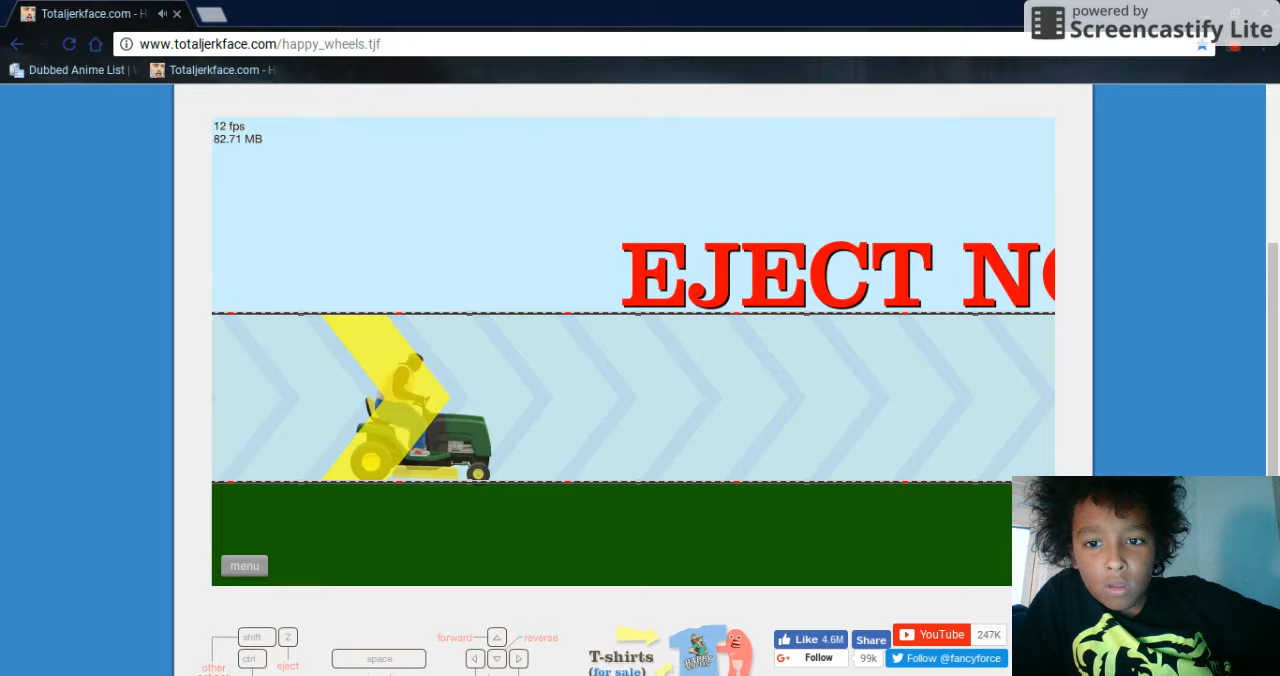 Totaljerkface.com - H
powered by
Screencastify Lite
www.totaljerkface.com/happy_wheels.tjf
Dubbed Anime List |
Totaljerkface.com - H
12 fps
82.71 MB
EJECT NO
menu
shift
Z
forward
reverse
ctrl
eject
space
other
T-shirts
(for sale)
HAPPY
Like 4.6M
Share
YouTube
247K
G+ Follow
99k
Follow @fancyforce